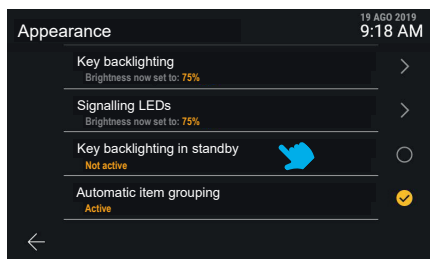 19 AGO 2019
Appearance
9:18 AM
Key backlighting
Brightness now set to: 75%
Signalling LEDs
Brightness now set to: 75%
Key backlighting in standby
Not active
Automatic item grouping
Active